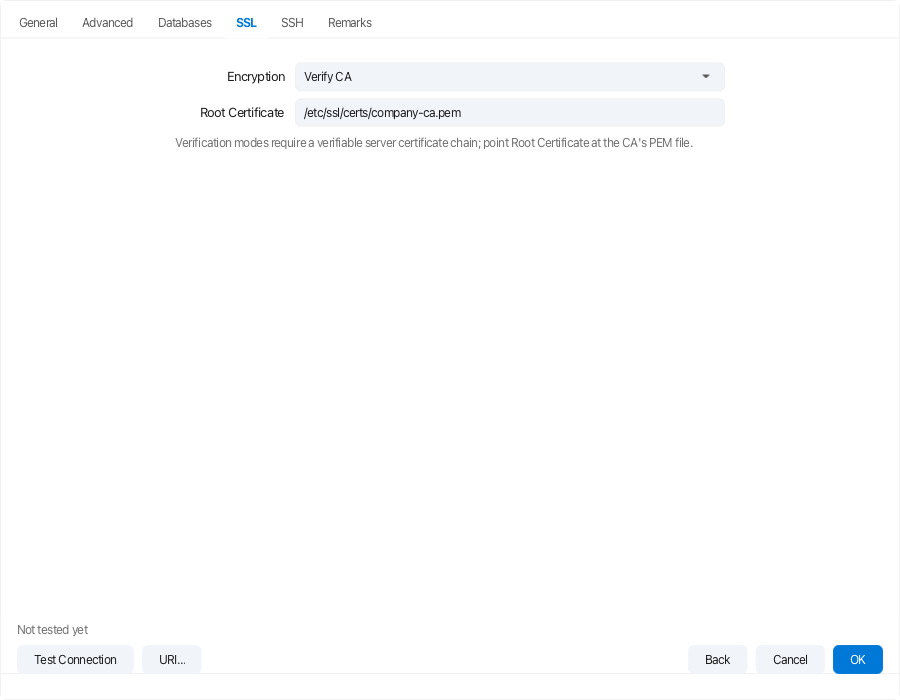 General Advanced Databases SSL SSH Remarks
Encryption Verify CA
Root Certificate /etc/ssl/certs/company-ca.pem
Verification modes require a verifiable server certificate chain; point Root Certificate at the CA's PEM file.
Not tested yet
Test Connection URI... Back Cancel OK